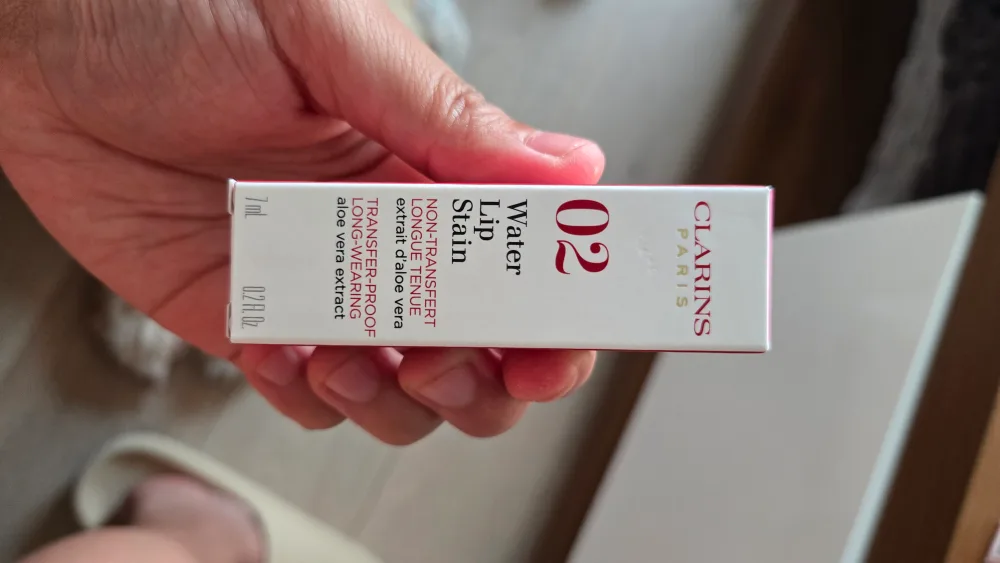 CLARINS
PARIS
02
Water
Lip
Stain
NON-TRANSFERT
LONGUE TENUE
extrait d'aloe vera
TRANSFER-PROOF
LONG-WEARING
aloe vera extract
7 mL 0.2 Fl. Oz.